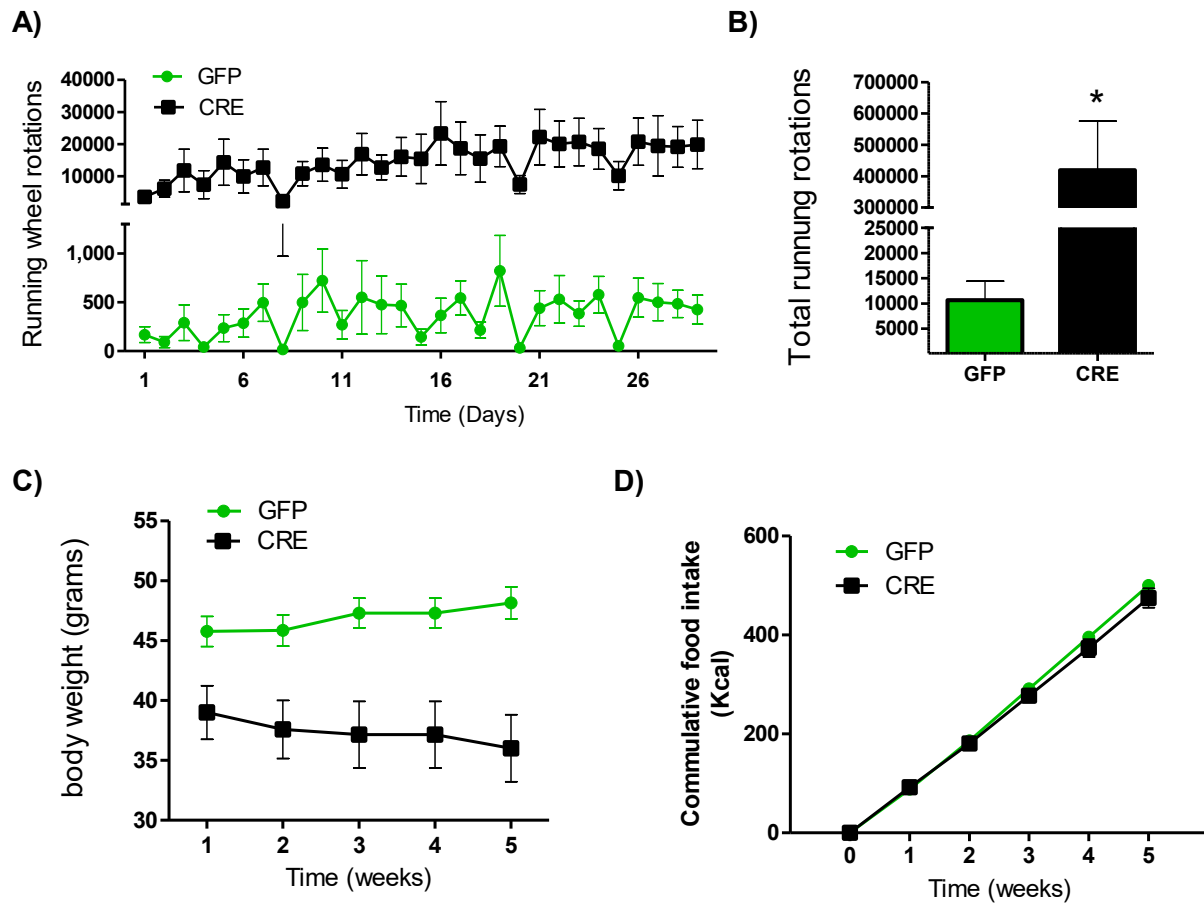 A)
GFP
CRE
Running wheel rotations
40000
30000
20000
10000
1,000
500
0
1 6 11 16 21 26
Time (Days)
B)
Total runnung rotations
700000
600000
500000
400000
300000
25000
20000
15000
10000
5000
*
GFP CRE
C)
GFP
CRE
body weight (grams)
55
50
45
40
35
30
1 2 3 4 5
Time (weeks)
D)
GFP
CRE
Commulative food intake
(Kcal)
600
400
200
0
0 1 2 3 4 5
Time (weeks)